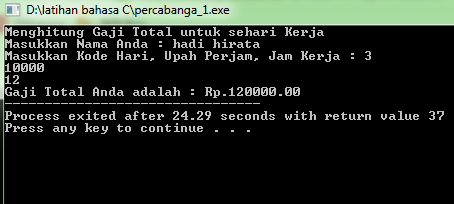 D:\latihan bahasa C\percabanga_1.exe
Menghitung Gaji Total untuk sehari Kerja
Masukkan Nama Anda : hadi hirata
Masukkan Kode Hari, Upah Perjam, Jam Kerja : 3
10000
12
Gaji Total Anda adalah : Rp.120000.00
--------------------------------
Process exited after 24.29 seconds with return value 37
Press any key to continue . . .